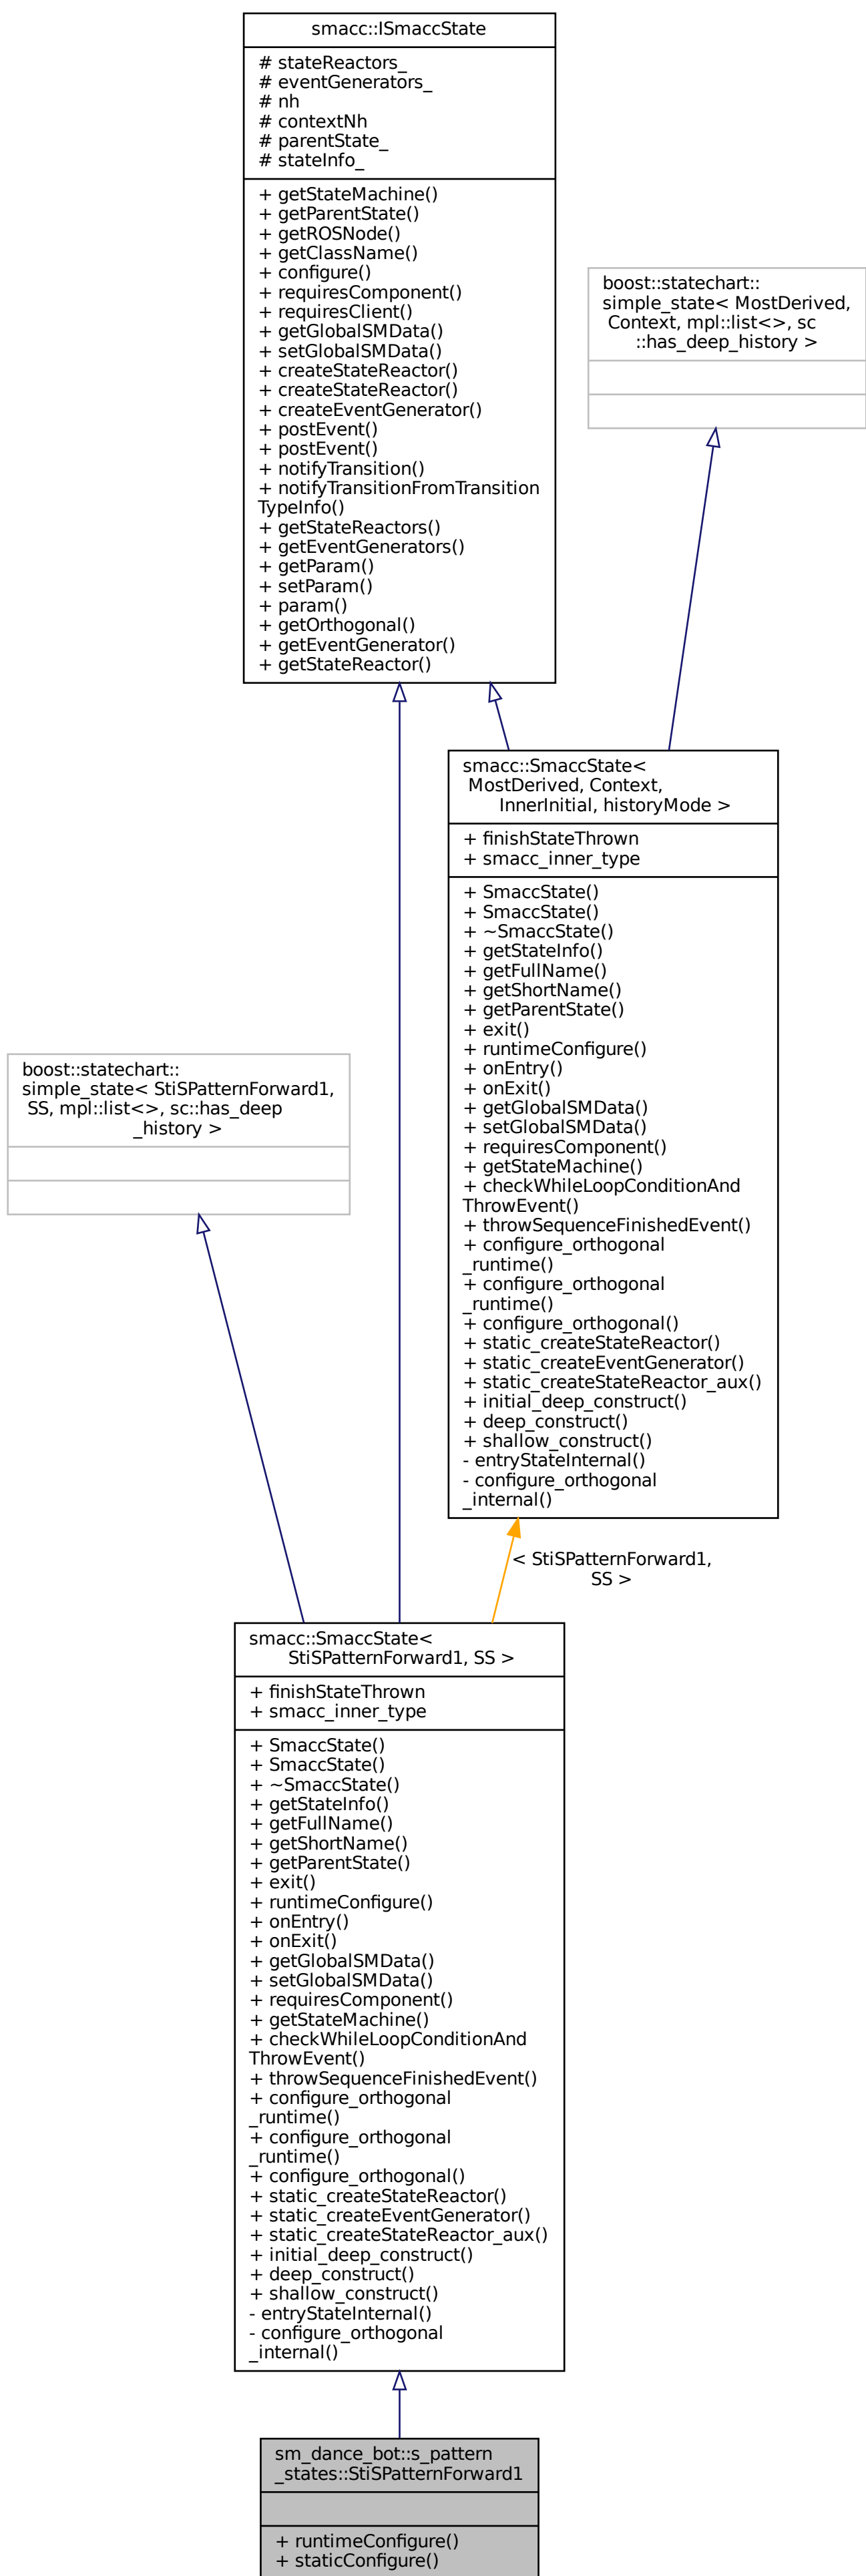 smacc::ISmaccState
# stateReactors_
# eventGenerators_
# nh
# contextNh
# parentState_
# stateInfo_
+ getStateMachine()
+ getParentState()
+ getROSNode()
+ getClassName()
+ configure()
+ requiresComponent()
+ requiresClient()
+ getGlobalSMData()
+ setGlobalSMData()
+ createStateReactor()
+ createStateReactor()
+ createEventGenerator()
+ postEvent()
+ postEvent()
+ notifyTransition()
+ notifyTransitionFromTransition
TypeInfo()
+ getStateReactors()
+ getEventGenerators()
+ getParam()
+ setParam()
+ param()
+ getOrthogonal()
+ getEventGenerator()
+ getStateReactor()
boost::statechart::
simple_state< MostDerived,
Context, mpl::list<>, sc
::has_deep_history >
smacc::SmaccState<
MostDerived, Context,
InnerInitial, historyMode >
+ finishStateThrown
+ smacc_inner_type
+ SmaccState()
+ SmaccState()
+ ~SmaccState()
+ getStateInfo()
+ getFullName()
+ getShortName()
+ getParentState()
+ exit()
+ runtimeConfigure()
+ onEntry()
+ onExit()
+ getGlobalSMData()
+ setGlobalSMData()
+ requiresComponent()
+ getStateMachine()
+ checkWhileLoopConditionAnd
ThrowEvent()
+ throwSequenceFinishedEvent()
+ configure_orthogonal
_runtime()
+ configure_orthogonal
_runtime()
+ configure_orthogonal()
+ static_createStateReactor()
+ static_createEventGenerator()
+ static_createStateReactor_aux()
+ initial_deep_construct()
+ deep_construct()
+ shallow_construct()
- entryStateInternal()
- configure_orthogonal
_internal()
boost::statechart::
simple_state< StiSPatternForward1,
SS, mpl::list<>, sc::has_deep
_history >
< StiSPatternForward1,
SS >
smacc::SmaccState<
StiSPatternForward1, SS >
+ finishStateThrown
+ smacc_inner_type
+ SmaccState()
+ SmaccState()
+ ~SmaccState()
+ getStateInfo()
+ getFullName()
+ getShortName()
+ getParentState()
+ exit()
+ runtimeConfigure()
+ onEntry()
+ onExit()
+ getGlobalSMData()
+ setGlobalSMData()
+ requiresComponent()
+ getStateMachine()
+ checkWhileLoopConditionAnd
ThrowEvent()
+ throwSequenceFinishedEvent()
+ configure_orthogonal
_runtime()
+ configure_orthogonal
_runtime()
+ configure_orthogonal()
+ static_createStateReactor()
+ static_createEventGenerator()
+ static_createStateReactor_aux()
+ initial_deep_construct()
+ deep_construct()
+ shallow_construct()
- entryStateInternal()
- configure_orthogonal
_internal()
sm_dance_bot::s_pattern
_states::StiSPatternForward1
+ runtimeConfigure()
+ staticConfigure()